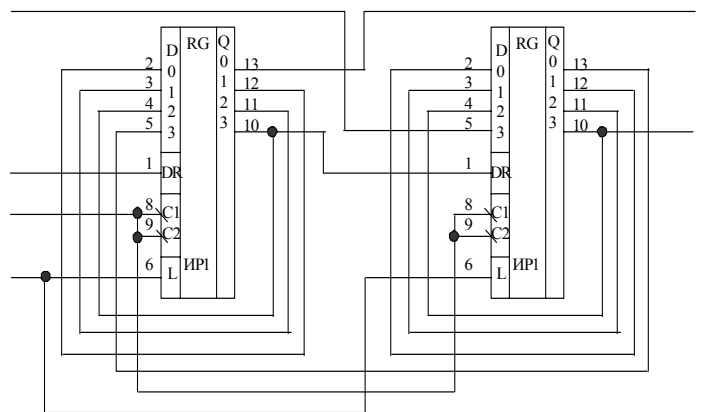 D RG Q
2 0 0 13
3 1 1 12
4 2 2 11
5 3 3 10
1 DR
8 C1
9 C2
6 L ИР1
D RG Q
2 0 0 13
3 1 1 12
4 2 2 11
5 3 3 10
1 DR
8 C1
9 C2
6 L ИР1